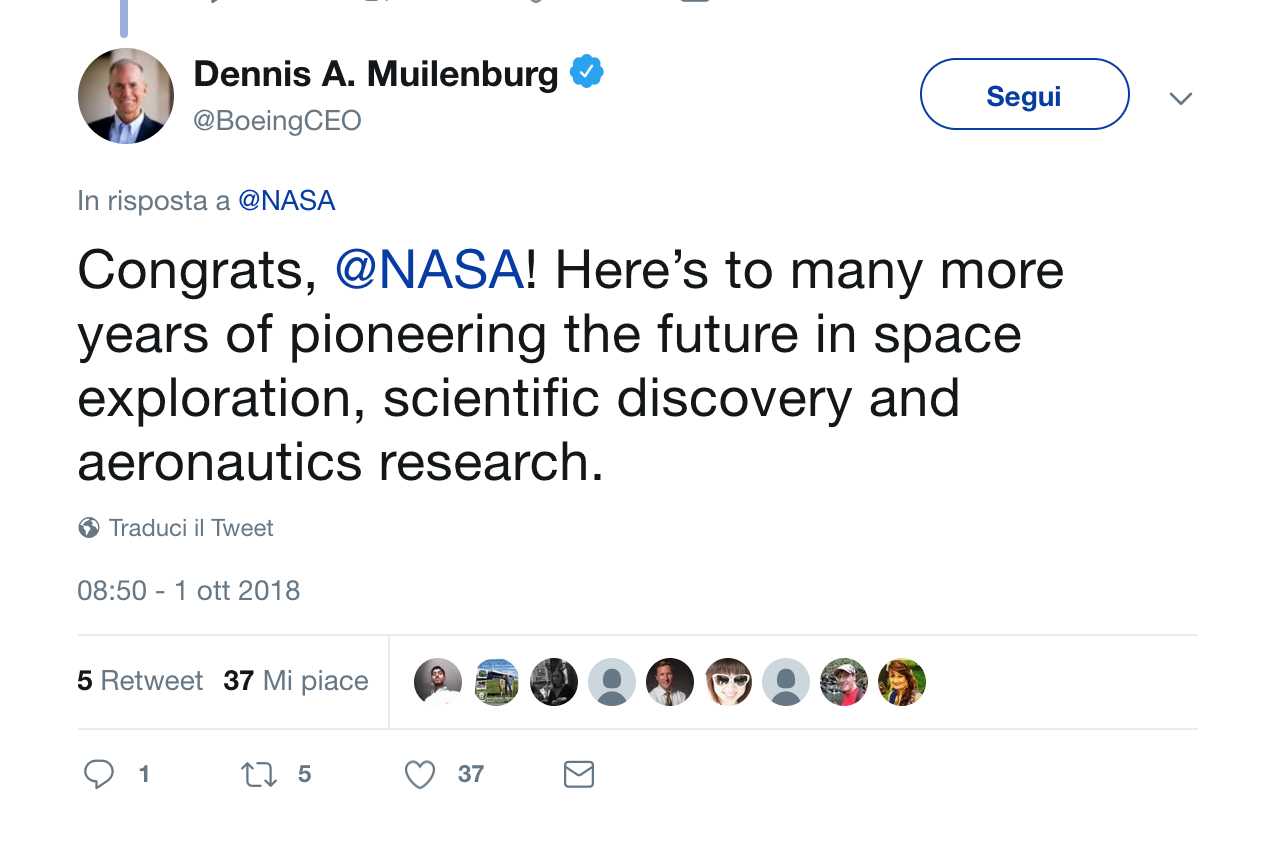 Dennis A. Muilenburg
@BoeingCEO
Segui
In risposta a @NASA
Congrats, @NASA! Here’s to many more
years of pioneering the future in space
exploration, scientific discovery and
aeronautics research.
Traduci il Tweet
08:50 - 1 ott 2018
5 Retweet 37 Mi piace
1 5 37